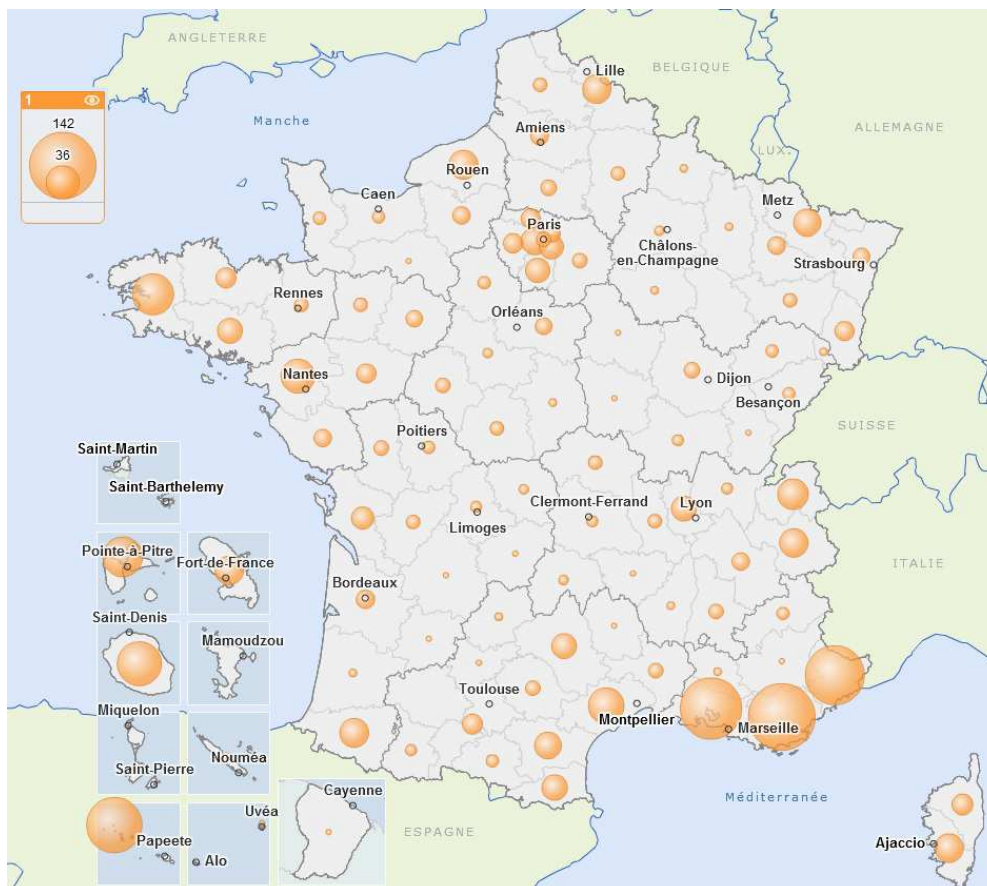 ANGLETERRE
Lille
BELGIQUE
1
142
36
Manche
Amiens
ALLEMAGNE
LUX.
Rouen
Caen
Metz
Paris
Châlons-
en-Champagne
Strasbourg
Rennes
Orléans
Nantes
Dijon
Besançon
SUISSE
Poitiers
Saint-Martin
Saint-Barthelemy
Clermont-Ferrand
Lyon
Limoges
Pointe-à-Pitre
Fort-de-France
ITALIE
Bordeaux
Saint-Denis
Mamoudzou
Toulouse
Miquelon
Montpellier
Marseille
Nouméa
Saint-Pierre
Cayenne
Méditerranée
Uvéa
Papeete
Alo
ESPAGNE
Ajaccio